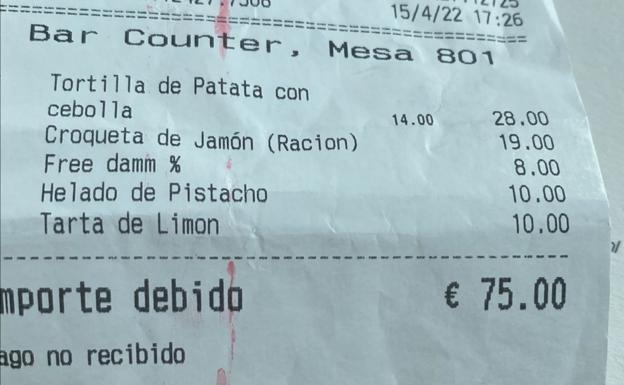 15/4/22 17:26
Bar Counter, Mesa 801
Tortilla de Patata con
cebolla 14.00 28.00
Croqueta de Jamón (Racion) 19.00
Free damm % 8.00
Helado de Pistacho 10.00
Tarta de Limon 10.00
mporte debido € 75.00
ago no recibido